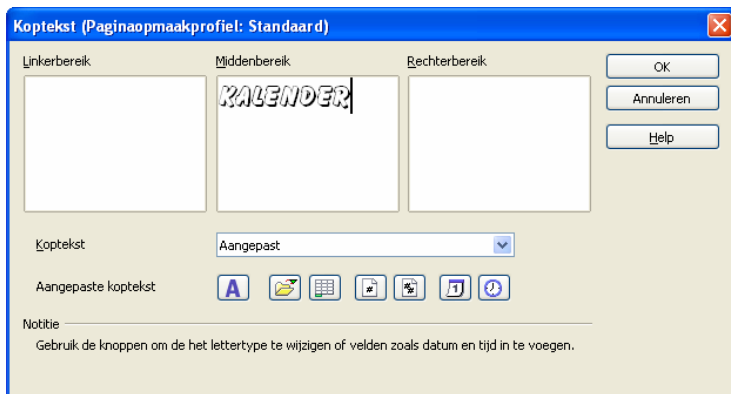 Koptekst (Paginaopmaakprofiel: Standaard)
Linkerbereik
Middenbereik
Rechterbereik
KALENDER
OK
Annuleren
Help
Koptekst
Aangepast
Aangepaste koptekst
Notitie
Gebruik de knoppen om de het lettertype te wijzigen of velden zoals datum en tijd in te voegen.